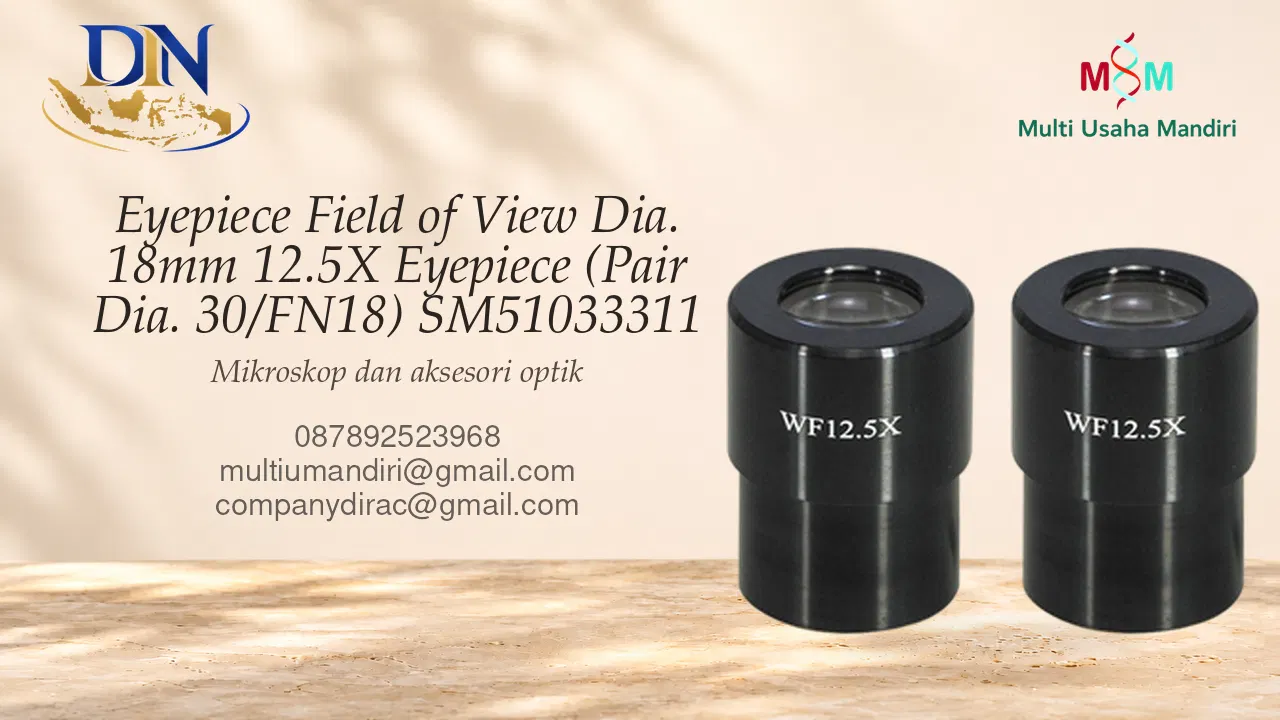 DIN
MSM
Multi Usaha Mandiri
Eyepiece Field of View Dia.
18mm 12.5X Eyepiece (Pair
Dia. 30/FN18) SM51033311
Mikroskop dan aksesori optik
087892523968
multiumandiri@gmail.com
companydirac@gmail.com
WF12.5X
WF12.5X